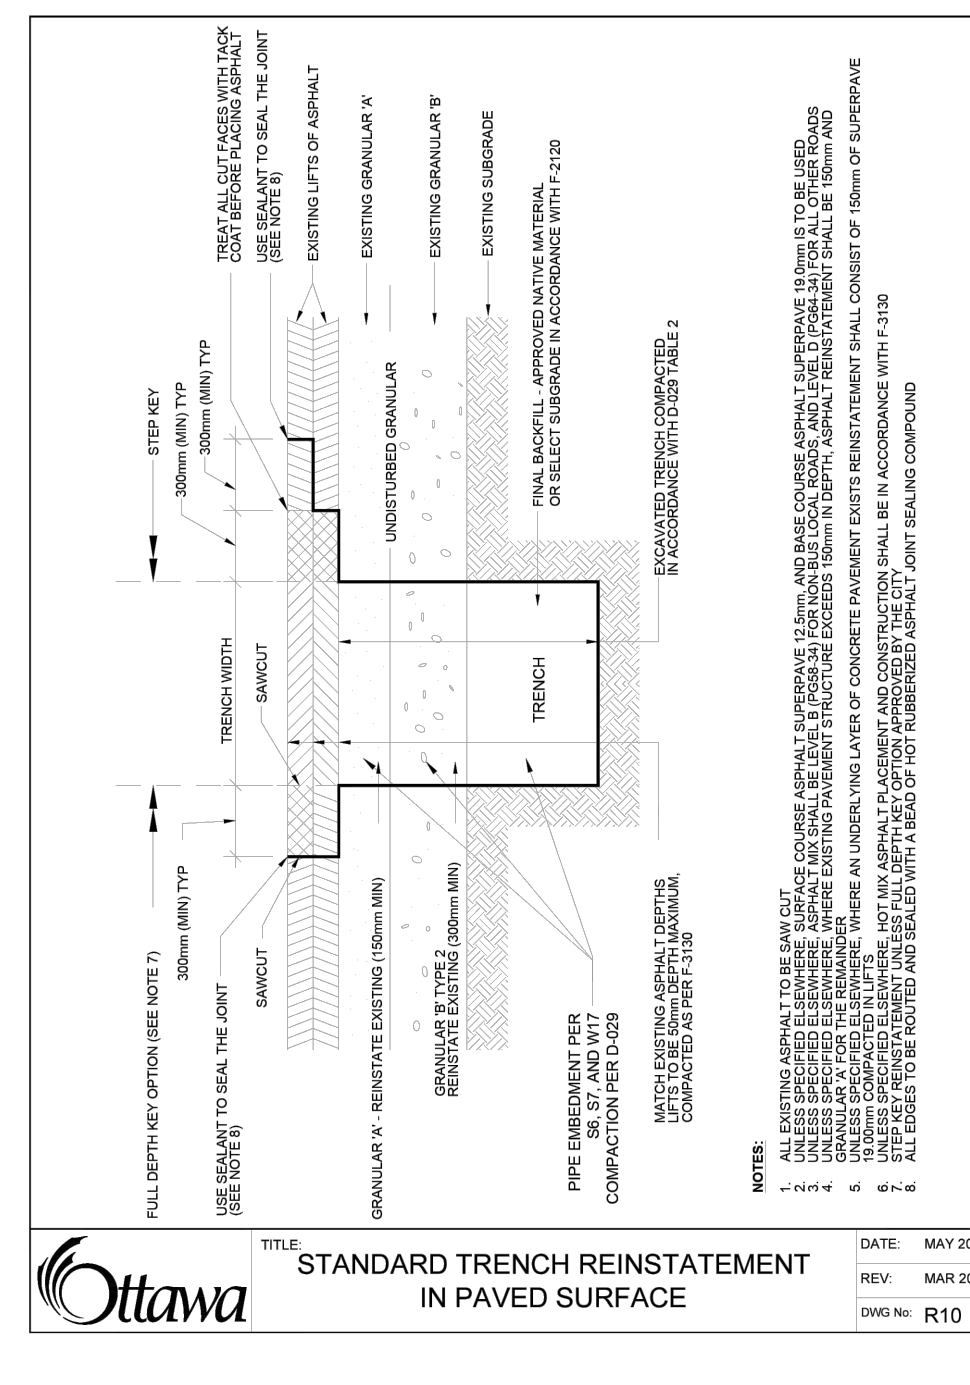 FULL DEPTH KEY OPTION (SEE NOTE 7)
STEP KEY
300mm (MIN) TYP
300mm (MIN) TYP
300mm (MIN) TYP
TRENCH WIDTH
SAWCUT
SAWCUT
USE SEALANT TO SEAL THE JOINT
(SEE NOTE 8)
TREAT ALL CUT FACES WITH TACK
COAT BEFORE PLACING ASPHALT
USE SEALANT TO SEAL THE JOINT
(SEE NOTE 8)
EXISTING LIFTS OF ASPHALT
EXISTING GRANULAR 'A'
EXISTING GRANULAR 'B'
EXISTING SUBGRADE
UNDISTURBED GRANULAR
GRANULAR 'A' - REINSTATE EXISTING (150mm MIN)
GRANULAR 'B' TYPE 2
REINSTATE EXISTING (300mm MIN)
TRENCH
FINAL BACKFILL - APPROVED NATIVE MATERIAL
OR SELECT SUBGRADE IN ACCORDANCE WITH F-2120
PIPE EMBEDMENT PER
S6, S7, AND W17
COMPACTION PER D-029
MATCH EXISTING ASPHALT DEPTHS
LIFTS TO BE 50mm DEPTH MAXIMUM,
COMPACTED AS PER F-3130
EXCAVATED TRENCH COMPACTED
IN ACCORDANCE WITH D-029 TABLE 2
NOTES:
1. ALL EXISTING ASPHALT TO BE SAW CUT
2. UNLESS SPECIFIED ELSEWHERE, SURFACE COURSE ASPHALT SUPERPAVE 12.5mm, AND BASE COURSE ASPHALT SUPERPAVE 19.0mm IS TO BE USED
3. UNLESS SPECIFIED ELSEWHERE, ASPHALT MIX SHALL BE LEVEL B (PG58-34) FOR NON-BUS LOCAL ROADS, AND LEVEL D (PG64-34) FOR ALL OTHER ROADS
4. UNLESS SPECIFIED ELSEWHERE, WHERE EXISTING PAVEMENT STRUCTURE EXCEEDS 150mm IN DEPTH, ASPHALT REINSTATEMENT SHALL BE 150mm AND
GRANULAR 'A' FOR THE REMAINDER
5. UNLESS SPECIFIED ELSEWHERE, WHERE AN UNDERLYING LAYER OF CONCRETE PAVEMENT EXISTS REINSTATEMENT SHALL CONSIST OF 150mm OF SUPERPAVE
19.00mm COMPACTED IN LIFTS
6. UNLESS SPECIFIED ELSEWHERE, HOT MIX ASPHALT PLACEMENT AND CONSTRUCTION SHALL BE IN ACCORDANCE WITH F-3130
7. STEP KEY REINSTATEMENT UNLESS FULL DEPTH KEY OPTION APPROVED BY THE CITY
8. ALL EDGES TO BE ROUTED AND SEALED WITH A BEAD OF HOT RUBBERIZED ASPHALT JOINT SEALING COMPOUND
Ottawa
TITLE:
STANDARD TRENCH REINSTATEMENT
IN PAVED SURFACE
DATE: MAY 20
REV: MAR 20
DWG No: R10